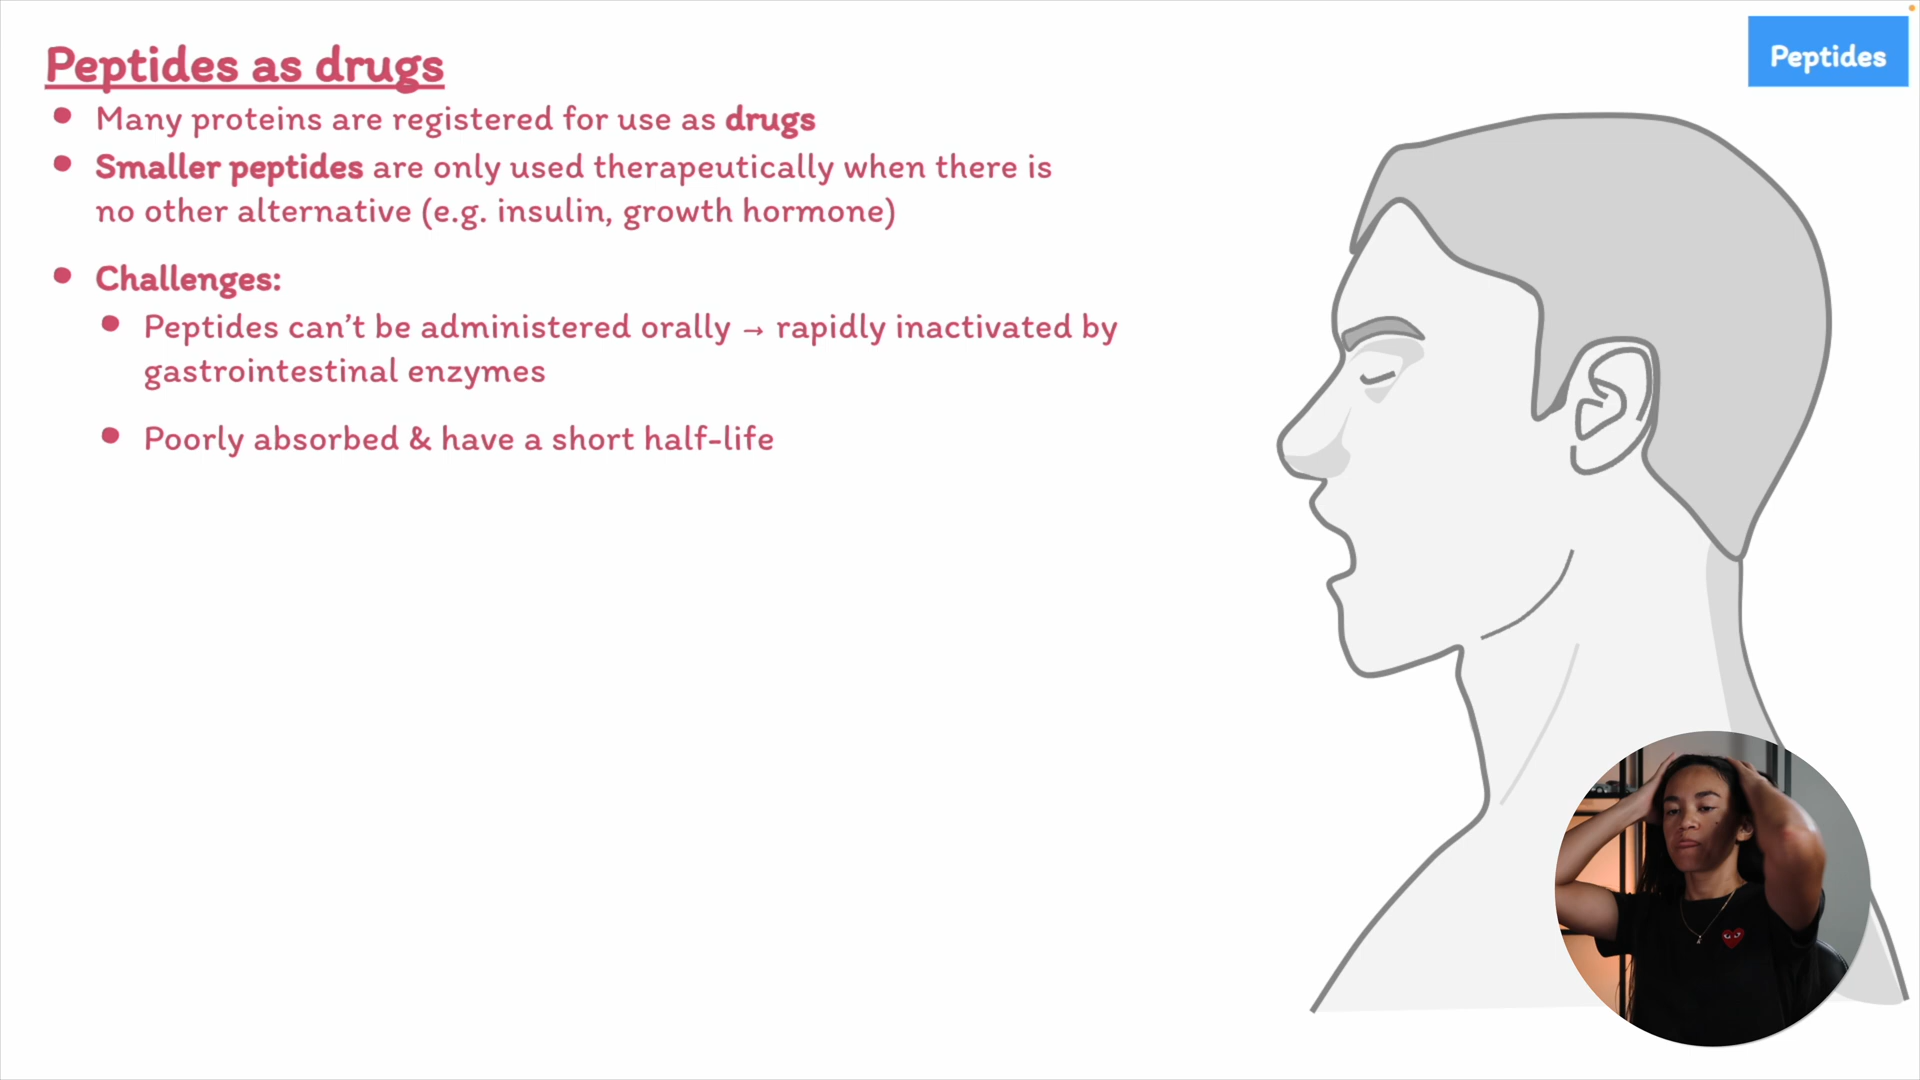 Peptides as drugs
Peptides
• Many proteins are registered for use as drugs
• Smaller peptides are only used therapeutically when there is
no other alternative (e.g. insulin, growth hormone)
• Challenges:
• Peptides can’t be administered orally → rapidly inactivated by
gastrointestinal enzymes
• Poorly absorbed & have a short half-life